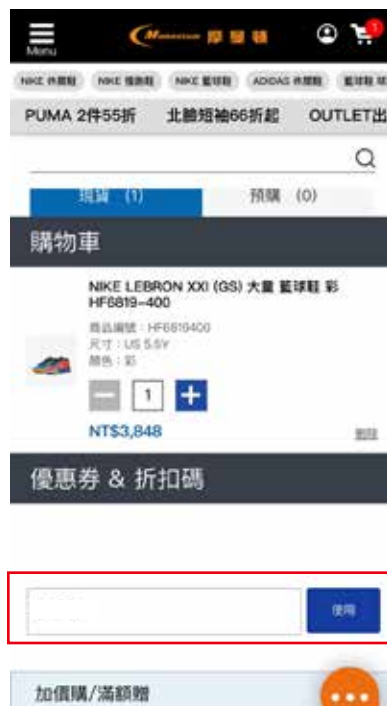 Menu
Momentum 摩曼頓
1
NIKE 休閒鞋 NIKE 慢跑鞋 NIKE 籃球鞋 ADIDAS 休閒鞋 籃球鞋
PUMA 2件55折 北臉短袖66折起 OUTLET出
現貨 (1) 預購 (0)
購物車
NIKE LEBRON XXI (GS) 大童 籃球鞋 彩
HF6819-400
商品編號:HF6819400
尺寸:US 5.5Y
顏色:彩
1
NT$3,848
刪除
優惠券 & 折扣碼
使用
加價購/滿額贈